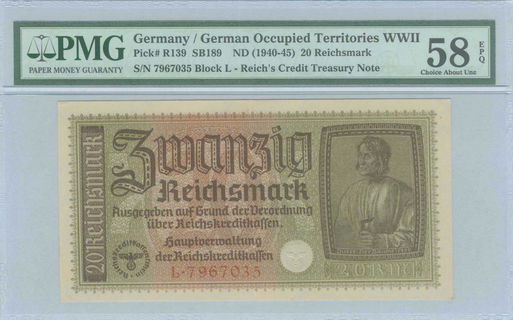 PMG
PAPER MONEY GUARANTY
Germany / German Occupied Territories WWII
Pick# R139 SB189 ND (1940-45) 20 Reichsmark
S/N 7967035 Block L - Reich's Credit Treasury Note
58
EPQ
Choice About Unc
20 Reichsmark
Zwanzig
Reichsmark
Ausgegeben auf Grund der Verordnung
über Reichskreditkassen.
Hauptverwaltung
der Reichskreditkassen
L·7967035
20 RM